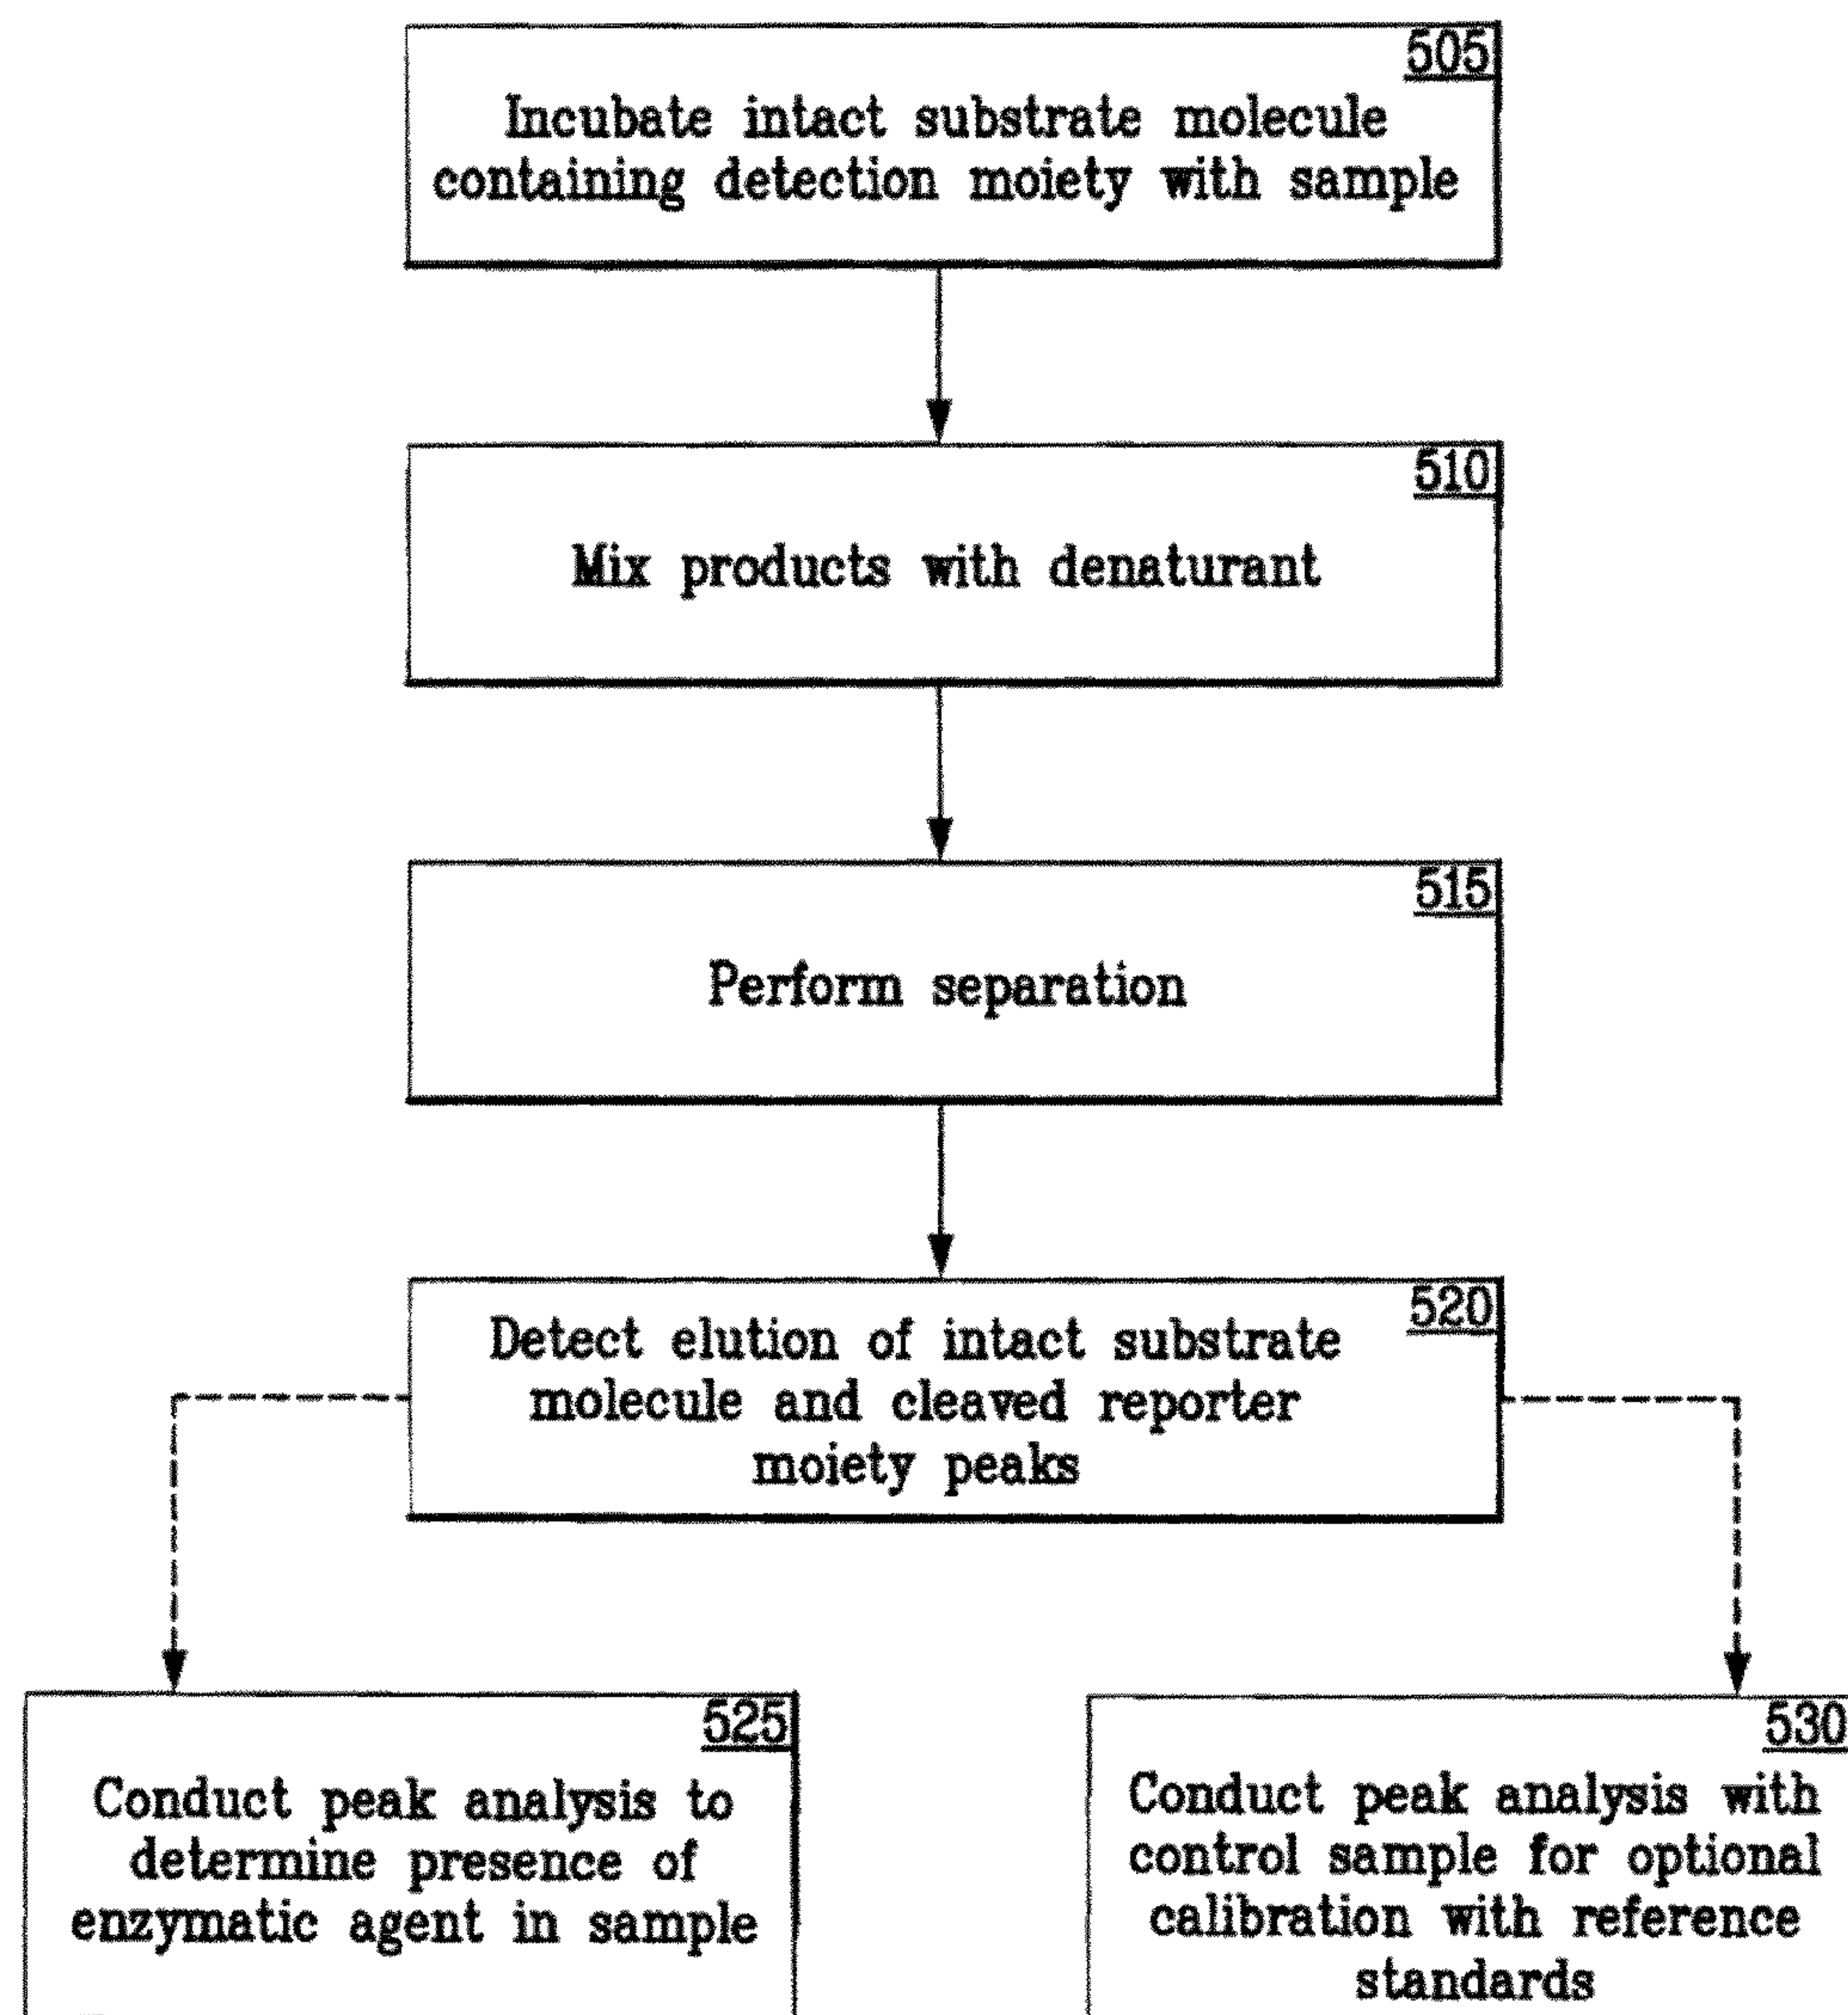 505
Incubate intact substrate molecule
containing detection moiety with sample
510
Mix products with denaturant
515
Perform separation
520
Detect elution of intact substrate
molecule and cleaved reporter
moiety peaks
525
Conduct peak analysis to
determine presence of
enzymatic agent in sample
530
Conduct peak analysis with
control sample for optional
calibration with reference
standards